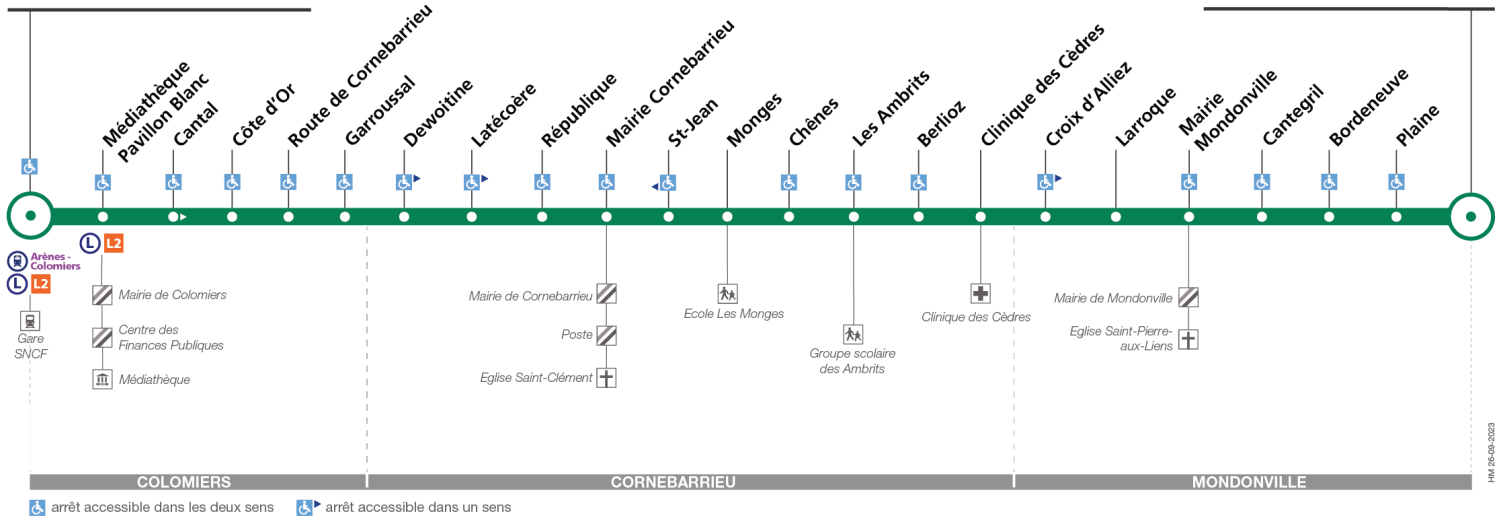 Médiathèque
Pavillon Blanc
Cantal
Côte d'Or
Route de Cornebarrieu
Garroussal
Dewoitine
Latécoère
République
Mairie Cornebarrieu
St-Jean
Monges
Chênes
Les Ambrits
Berlioz
Clinique des Cèdres
Croix d'Alliez
Larroque
Mairie
Mondonville
Cantegril
Bordeneuve
Plaine
L L2
Arènes -
Colomiers
L L2
Gare
SNCF
Mairie de Colomiers
Centre des
Finances Publiques
Médiathèque
Mairie de Cornebarrieu
Poste
Eglise Saint-Clément
Ecole Les Monges
Groupe scolaire
des Ambrits
Clinique des Cèdres
Mairie de Mondonville
Eglise Saint-Pierre-
aux-Liens
HM 26-09-2023
COLOMIERS
CORNEBARRIEU
MONDONVILLE
arrêt accessible dans les deux sens
arrêt accessible dans un sens